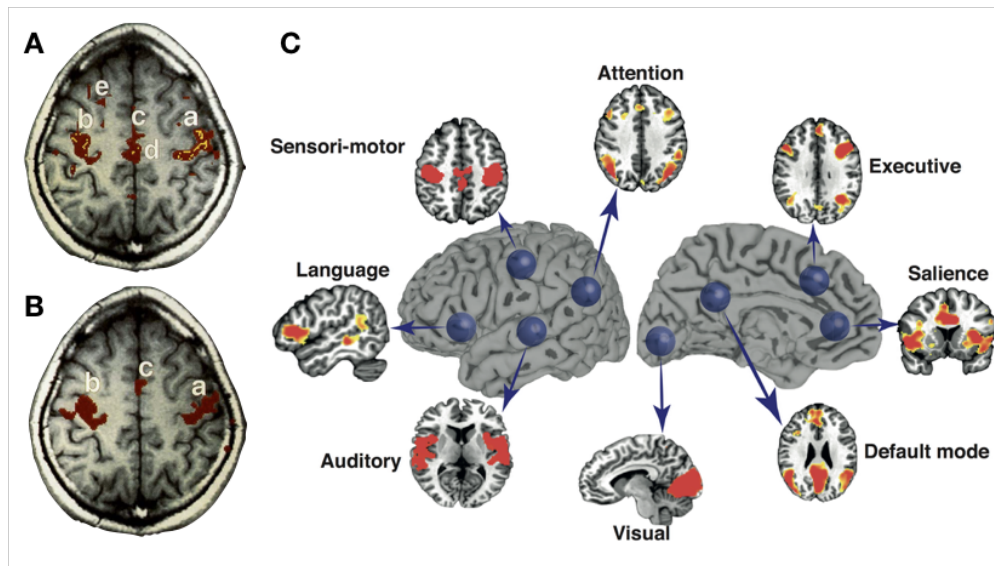 A
e
b
c
a
d
B
b
c
a
C
Attention
Sensori-motor
Executive
Language
Salience
Auditory
Default mode
Visual